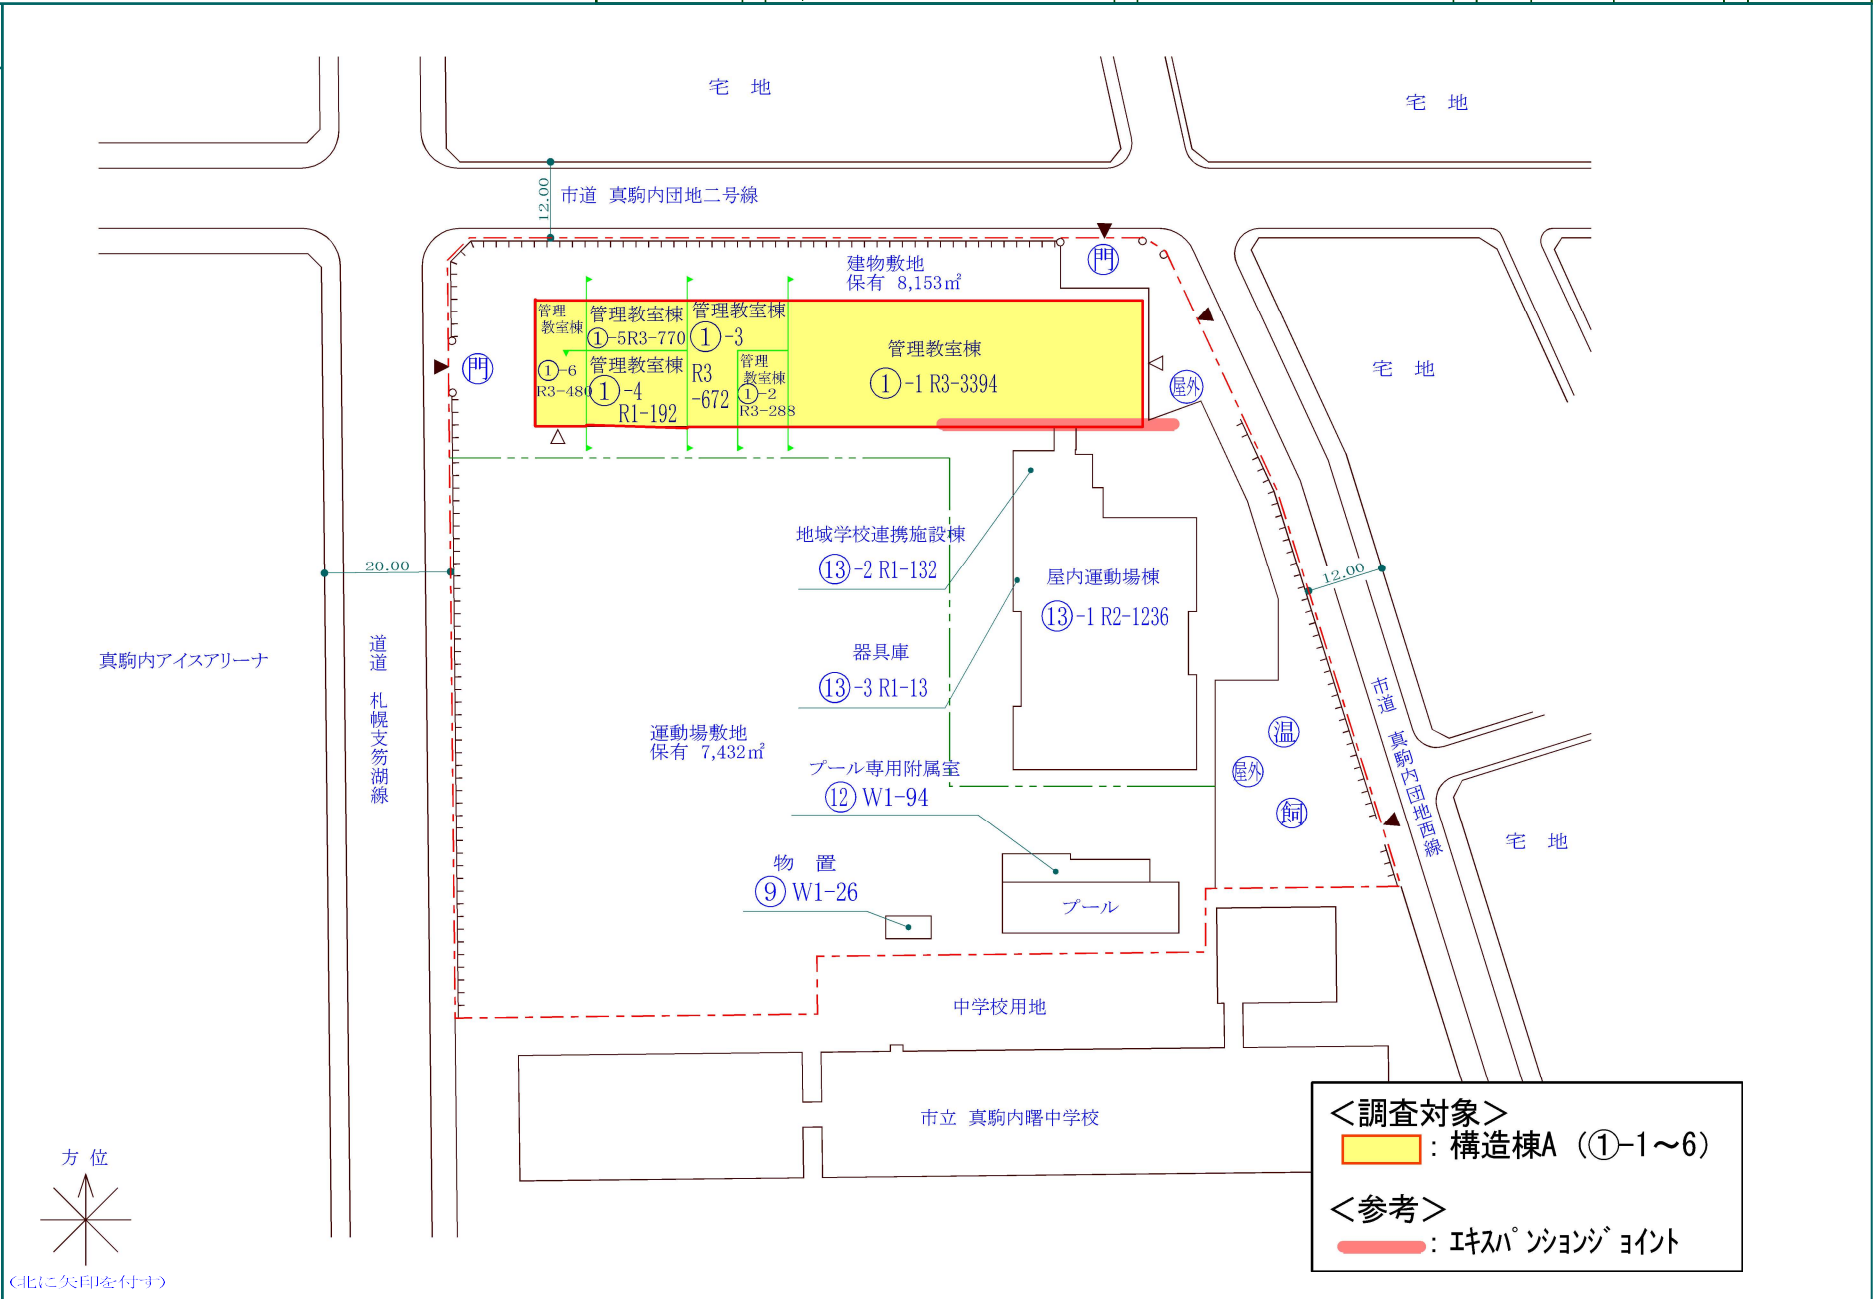 宅 地
宅 地
12.00
市道 真駒内団地二号線
門
建物敷地
保有 8,153㎡
管理
教室棟
①-6
R3-480
管理教室棟
①-5R3-770
管理教室棟
①-4
R1-192
管理教室棟
①-3
R3
-672
管理
教室棟
①-2
R3-288
管理教室棟
①-1 R3-3394
門
屋外
宅 地
地域学校連携施設棟
⑬-2 R1-132
屋内運動場棟
⑬-1 R2-1236
20.00
12.00
真駒内アイスアリーナ
道道 札幌支笏湖線
器具庫
⑬-3 R1-13
運動場敷地
保有 7,432㎡
市道 真駒内団地西線
温
屋外
飼
プール専用附属室
⑫ W1-94
宅 地
物 置
⑨ W1-26
プール
中学校用地
市立 真駒内曙中学校
方 位
(北に矢印を付す)
＜調査対象＞
：構造棟A（①-1～6）
＜参考＞
：エキスパンションジョイント